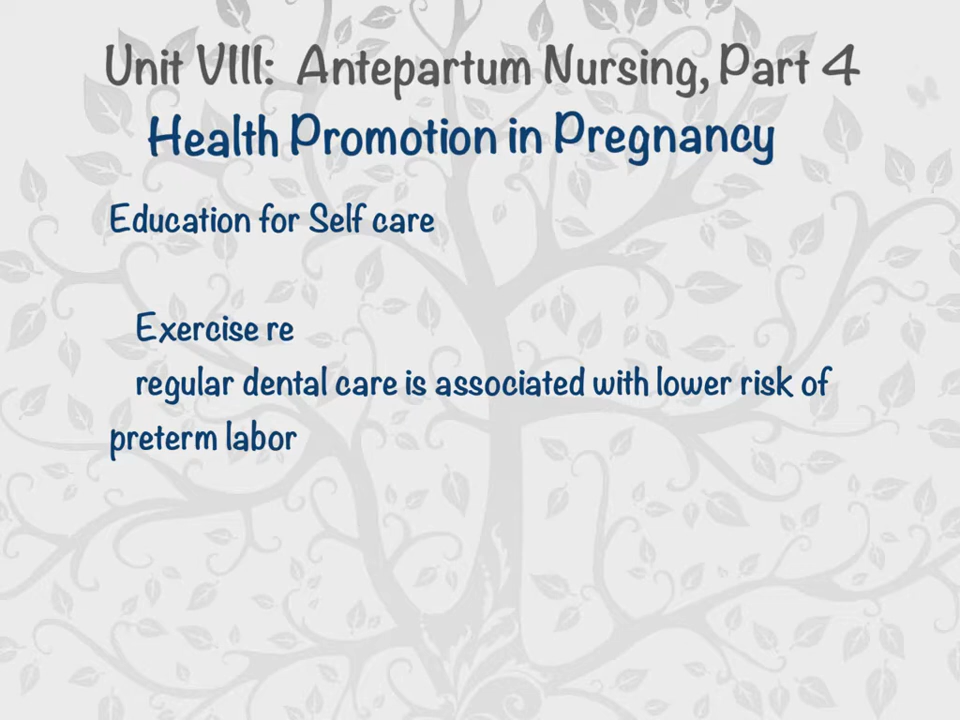 Unit VIII: Antepartum Nursing, Part 4
Health Promotion in Pregnancy
Education for Self care
Exercise re
regular dental care is associated with lower risk of
preterm labor